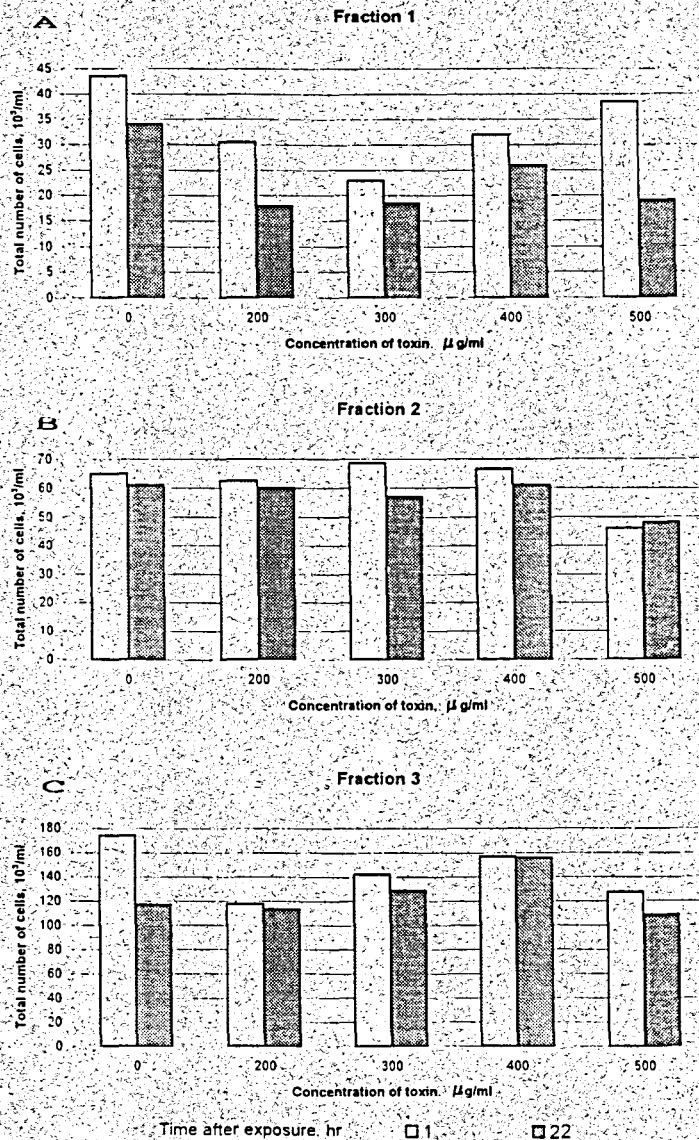 A
Fraction 1
Total number of cells, 10³/ml
45
40
35
30
25
20
15
10
5
0
0 200 300 400 500
Concentration of toxin, µg/ml
B
Fraction 2
Total number of cells, 10³/ml
70
60
50
40
30
20
10
0
0 200 300 400 500
Concentration of toxin, µg/ml
C
Fraction 3
Total number of cells, 10³/ml
180
160
140
120
100
80
60
40
20
0
0 200 300 400 500
Concentration of toxin, µg/ml
Time after exposure, hr 1 22